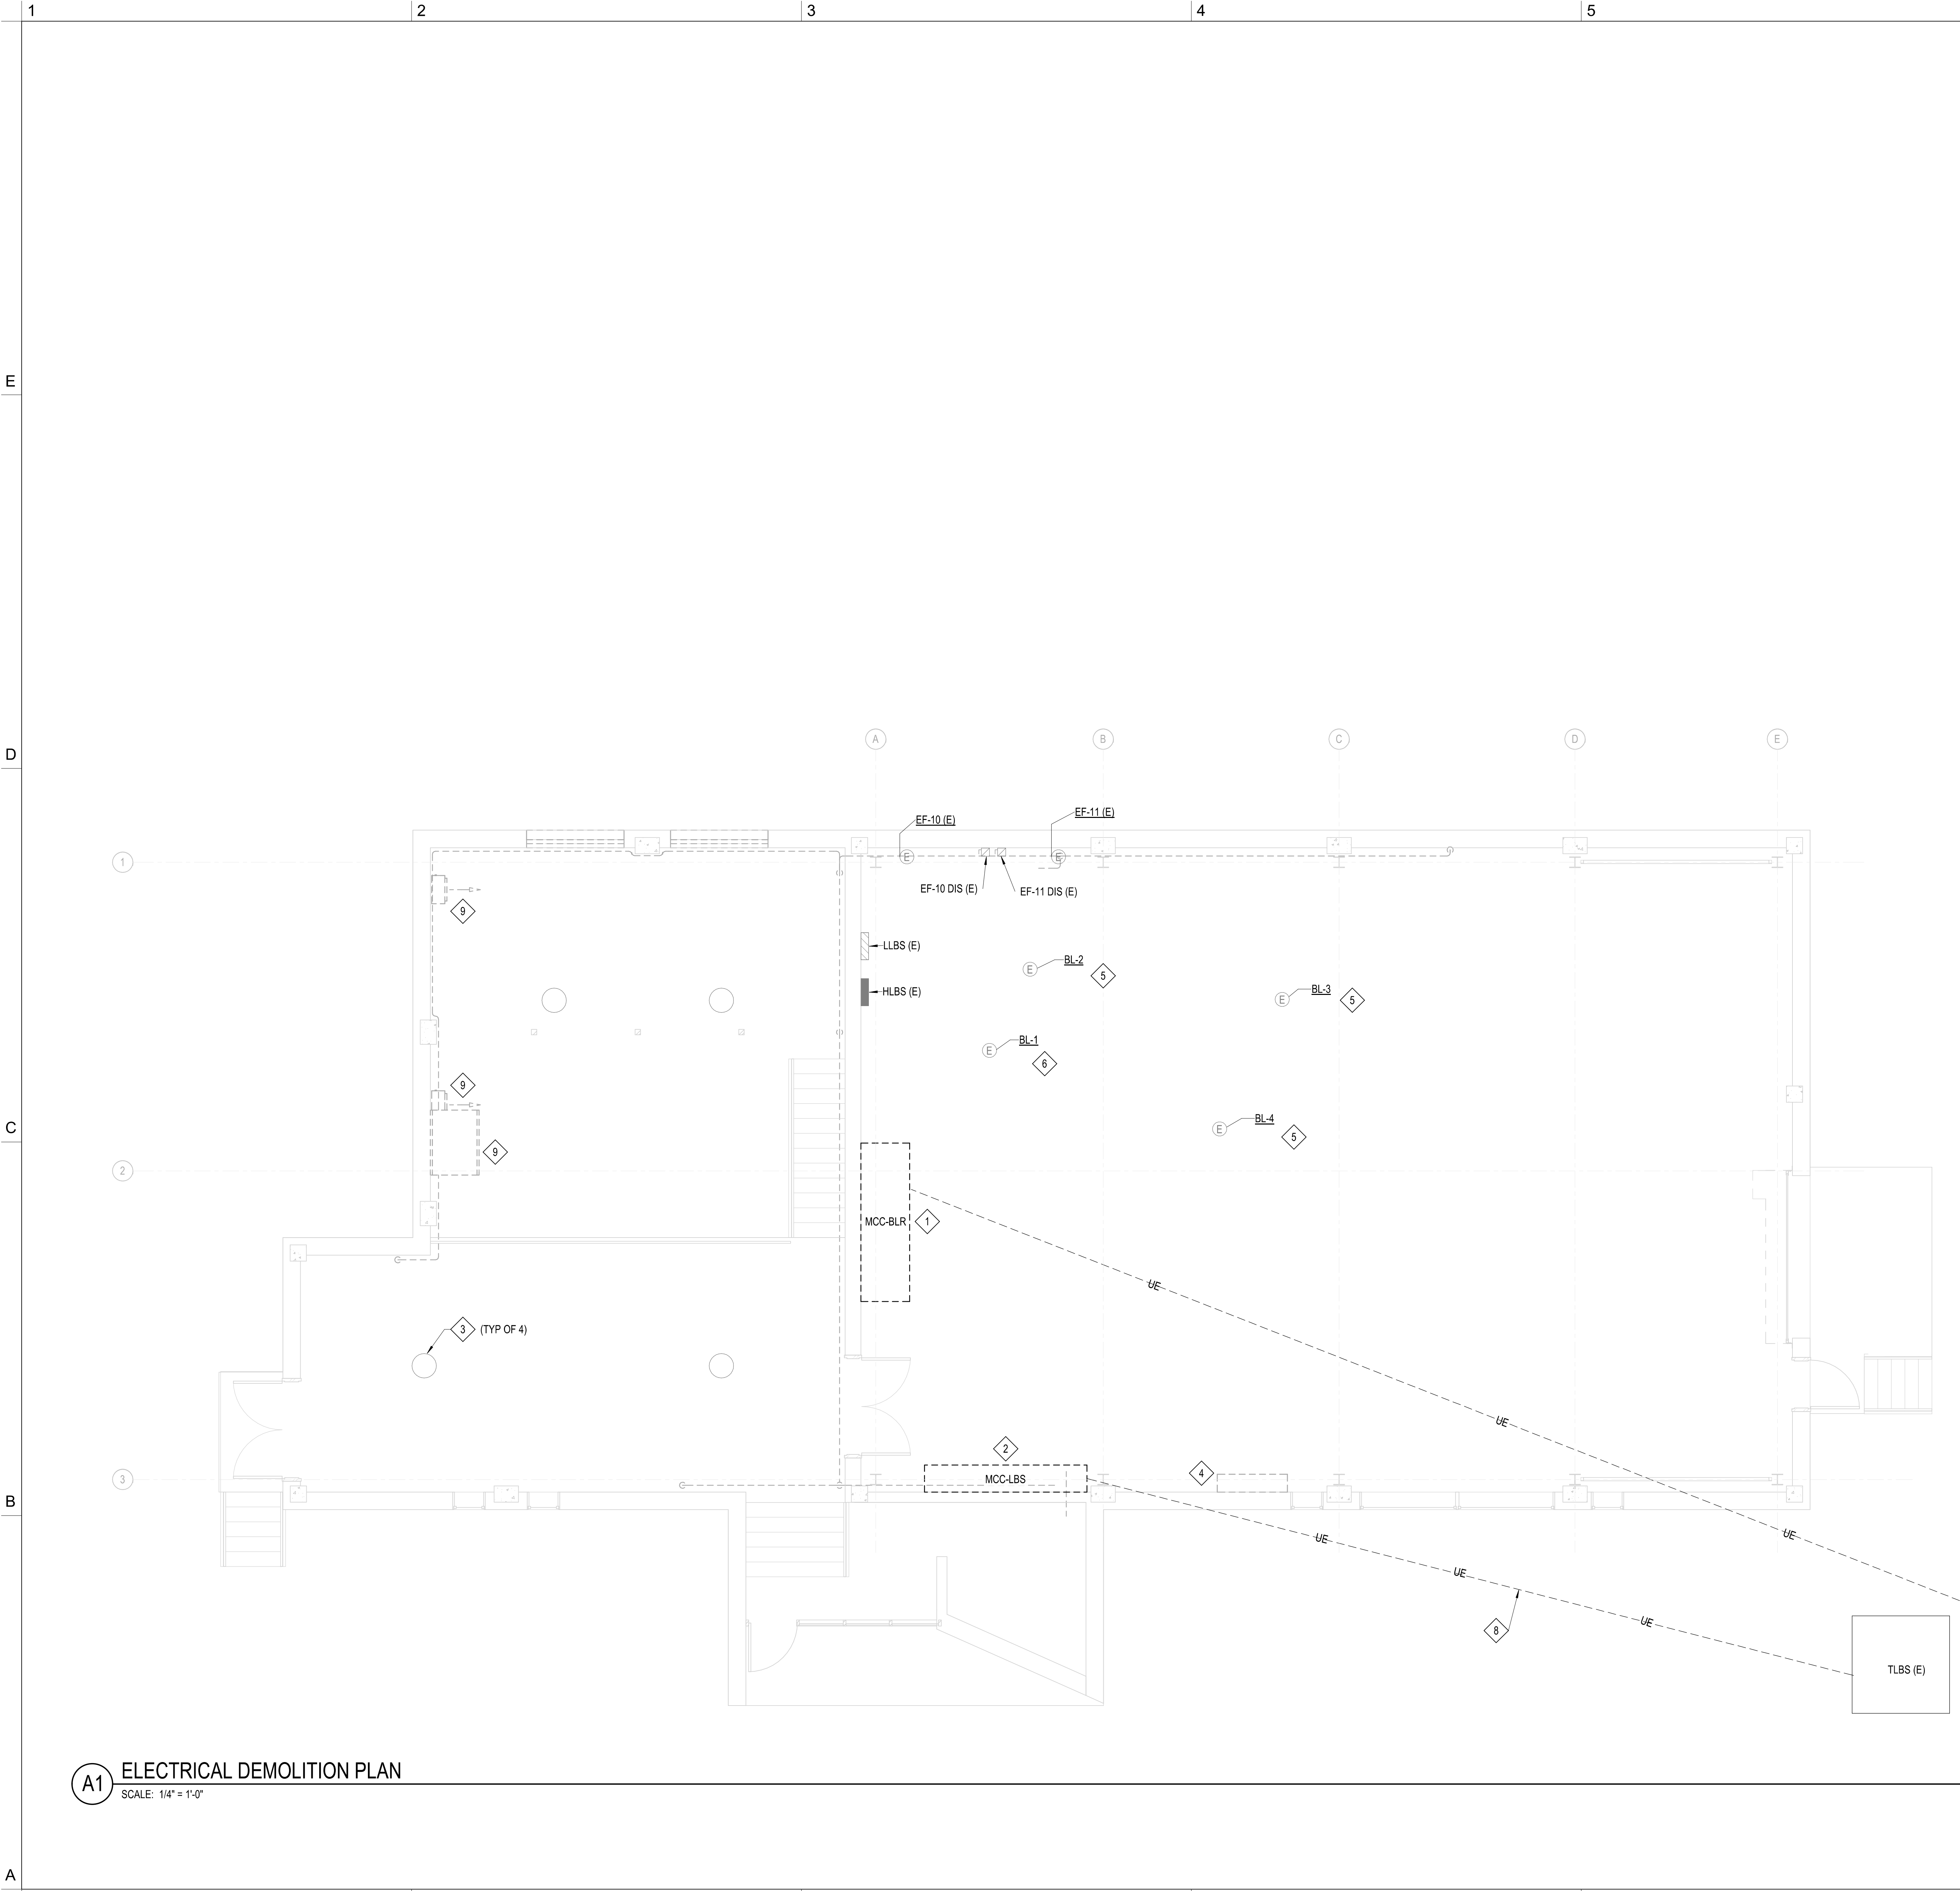 1
2
3
4
5
E
D
C
B
A
A
B
C
D
E
EF-10 (E)
EF-11 (E)
1
E
E
EF-10 DIS (E)
EF-11 DIS (E)
9
LLBS (E)
BL-2
E
5
HLBS (E)
BL-3
E
5
BL-1
E
6
9
BL-4
E
5
9
2
MCC-BLR
1
UE
3
(TYP OF 4)
UE
2
3
MCC-LBS
4
UE
UE
UE
UE
8
TLBS (E)
A1
ELECTRICAL DEMOLITION PLAN
SCALE: 1/4" = 1'-0"